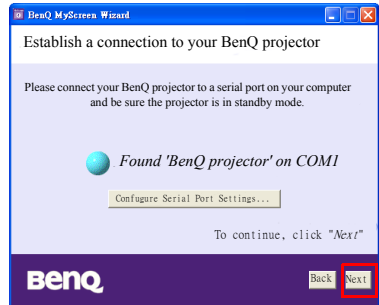 BenQ MyScreen Wizard
Establish a connection to your BenQ projector
Please connect your BenQ projector to a serial port on your computer
and be sure the projector is in standby mode.
Found 'BenQ projector' on COM1
Confugure Serial Port Settings...
To continue, click "Next"
BenQ
Back Next